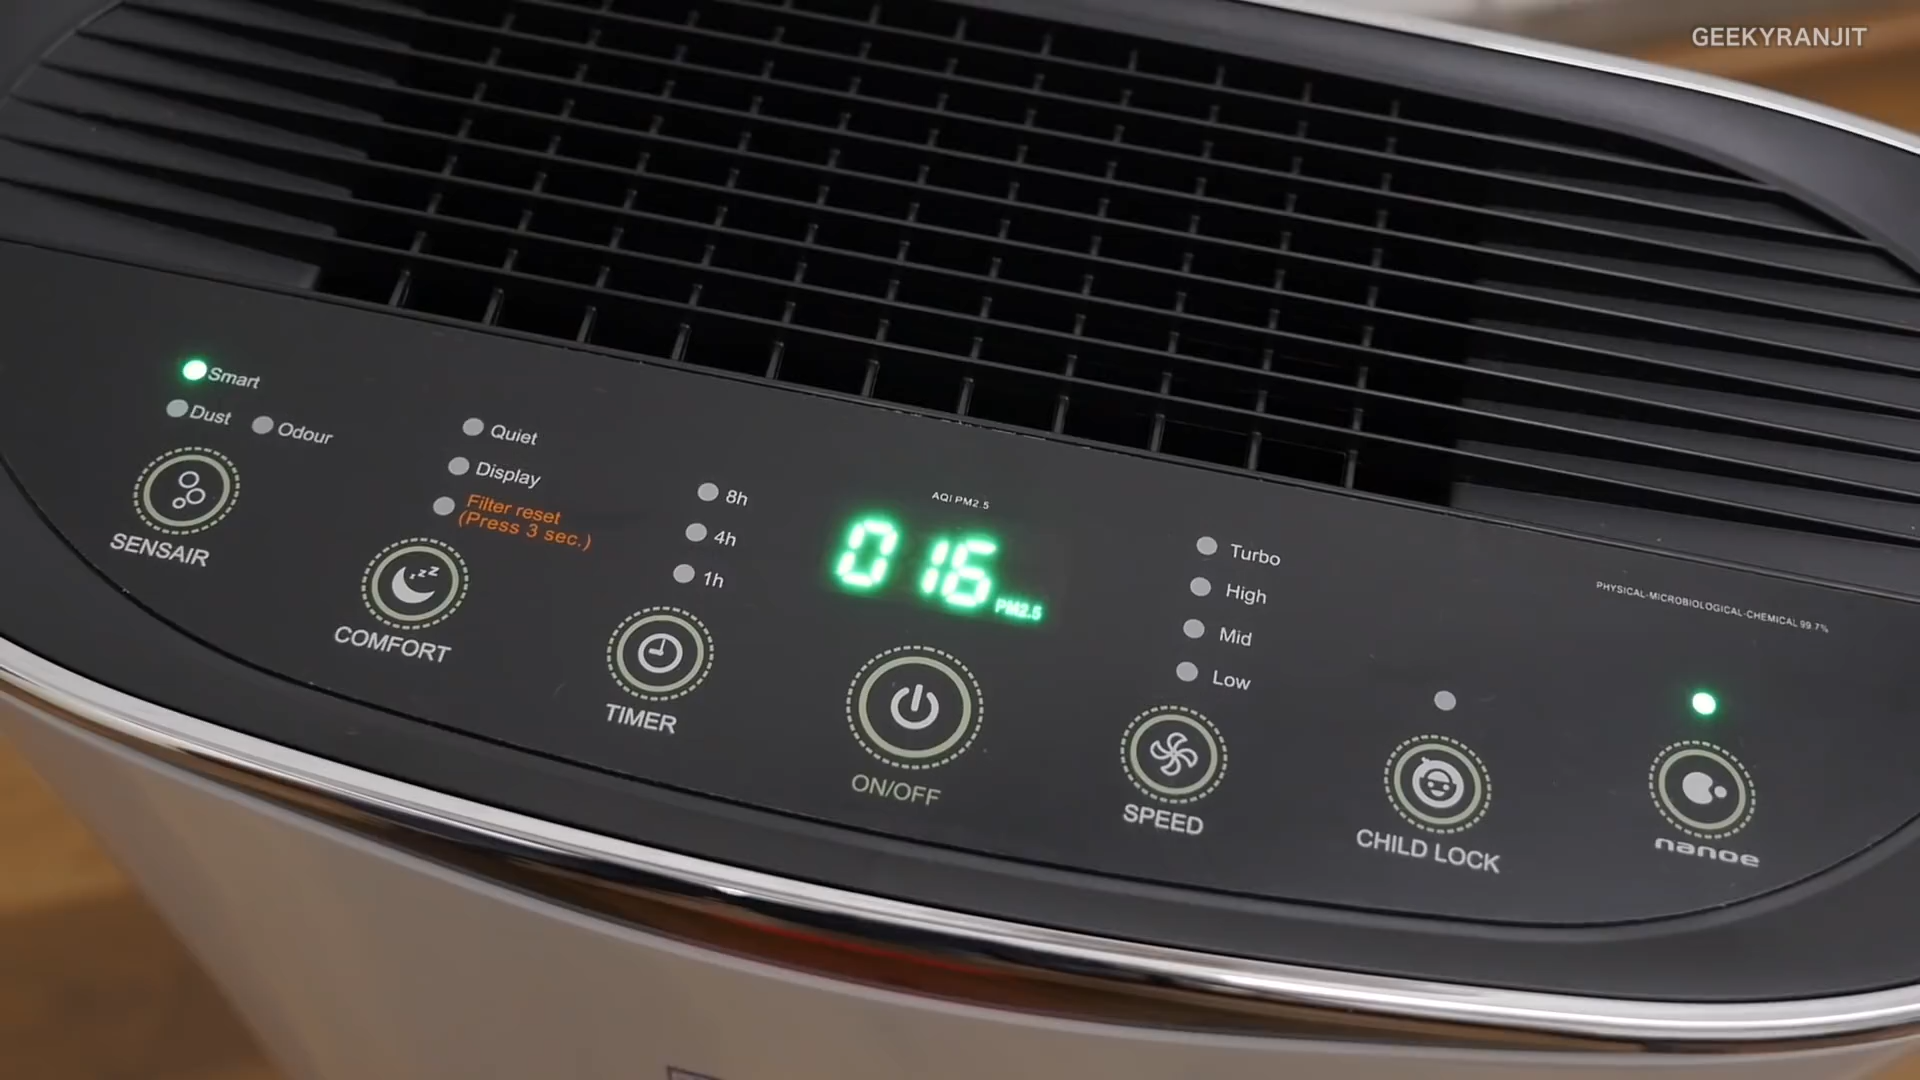 GEEKYRANJIT
Smart
Dust
Odour
SENSAIR
Quiet
Display
Filter reset
(Press 3 sec.)
COMFORT
8h
4h
1h
TIMER
AQI PM2.5
016
PM2.5
ON/OFF
Turbo
High
Mid
Low
SPEED
CHILD LOCK
PHYSICAL-MICROBIOLOGICAL-CHEMICAL 99.7%
nanoe